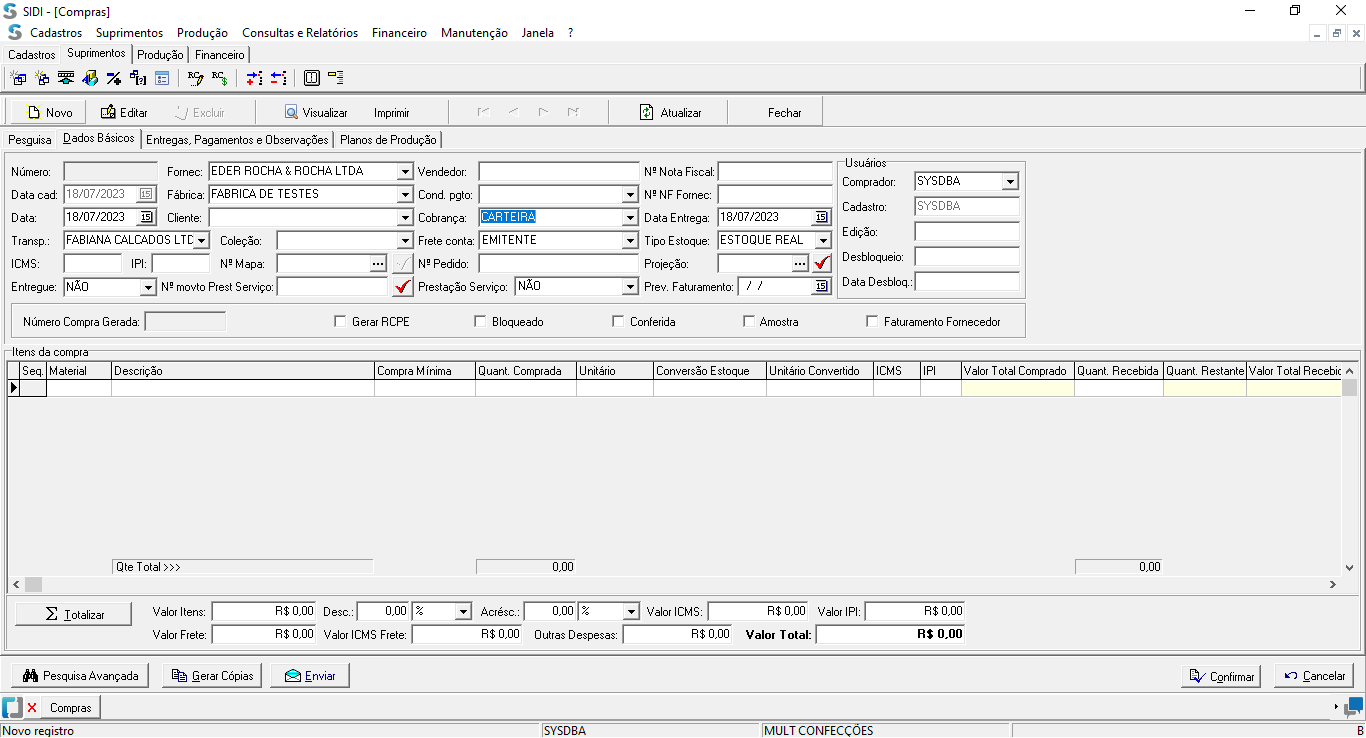 SIDI - [Compras]
Cadastros Suprimentos Produção Consultas e Relatórios Financeiro Manutenção Janela ?
Cadastros Suprimentos Produção Financeiro
Novo Editar Excluir Visualizar Imprimir Atualizar Fechar
Pesquisa Dados Básicos Entregas, Pagamentos e Observações Planos de Produção
Número: Fornec: EDER ROCHA & ROCHA LTDA Vendedor: Nº Nota Fiscal: Usuários
Data cad: 18/07/2023 15 Fábrica: FABRICA DE TESTES Cond. pgto: Nº NF Fornec: Comprador: SYSDBA
Data: 18/07/2023 15 Cliente: Cobrança: CARTEIRA Data Entrega: 18/07/2023 15 Cadastro: SYSDBA
Transp.: FABIANA CALCADOS LTD Coleção: Frete conta: EMITENTE Tipo Estoque: ESTOQUE REAL Edição:
ICMS: IPI: Nº Mapa: ... Nº Pedido: Projeção: ... Desbloqueio:
Entregue: NÃO Nº movto Prest Serviço: Prestação Serviço: NÃO Prev. Faturamento: / / 15 Data Desbloq.:
Número Compra Gerada: Gerar RCPE Bloqueado Conferida Amostra Faturamento Fornecedor
Itens da compra
Seq. Material Descrição Compra Mínima Quant. Comprada Unitário Conversão Estoque Unitário Convertido ICMS IPI Valor Total Comprado Quant. Recebida Quant. Restante Valor Total Recebid
Qte Total >>> 0,00 0,00
Σ Totalizar Valor Itens: R$ 0,00 Desc.: 0,00 % Acrésc.: 0,00 % Valor ICMS: R$ 0,00 Valor IPI: R$ 0,00
Valor Frete: R$ 0,00 Valor ICMS Frete: R$ 0,00 Outras Despesas: R$ 0,00 Valor Total: R$ 0,00
Pesquisa Avançada Gerar Cópias Enviar Confirmar Cancelar
Compras
Novo registro SYSDBA MULT CONFECÇÕES B